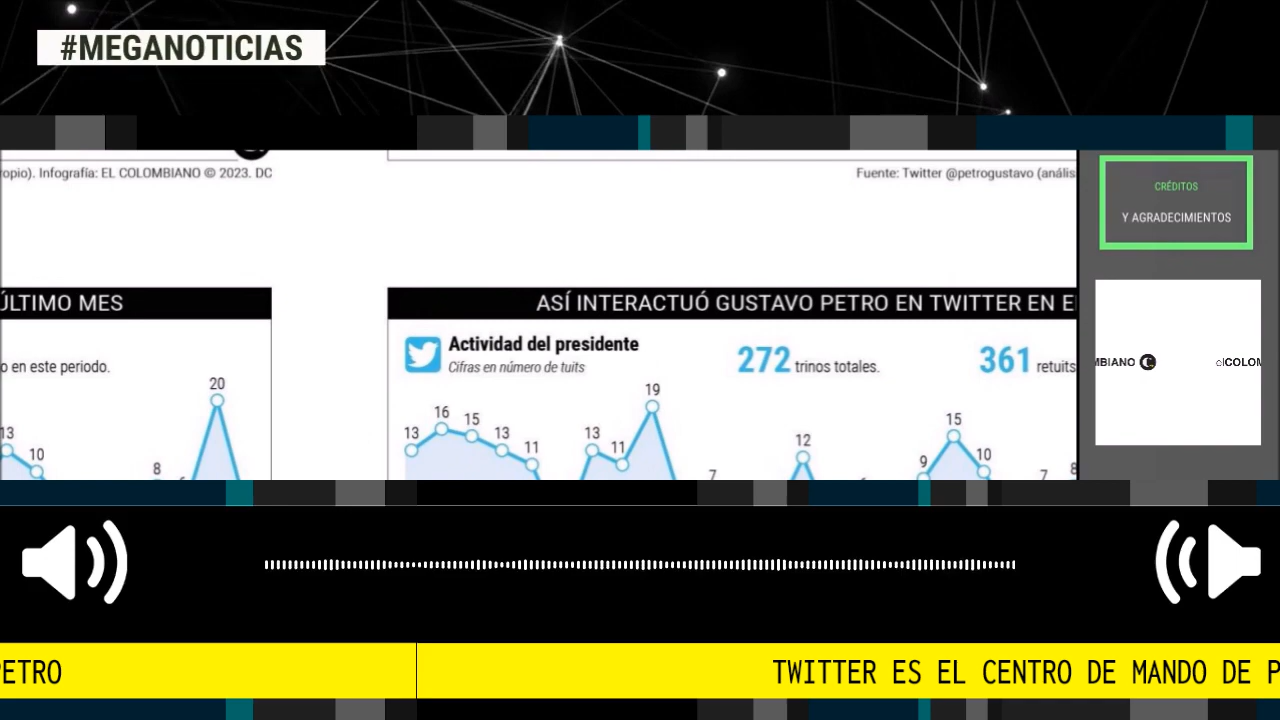 #MEGANOTICIAS
ropio). Infografía: EL COLOMBIANO © 2023. DC
Fuente: Twitter @petrogustavo (anális
CRÉDITOS
Y AGRADECIMIENTOS
ÚLTIMO MES
o en este periodo.
20
13
10
8
ASÍ INTERACTUÓ GUSTAVO PETRO EN TWITTER EN E
Actividad del presidente
Cifras en número de tuits
272 trinos totales.
361 retuits
13 16 15 13 11 13 11 19 7 12 9 15 10 7 8
MBIANO
elCOLOM
PETRO
TWITTER ES EL CENTRO DE MANDO DE P